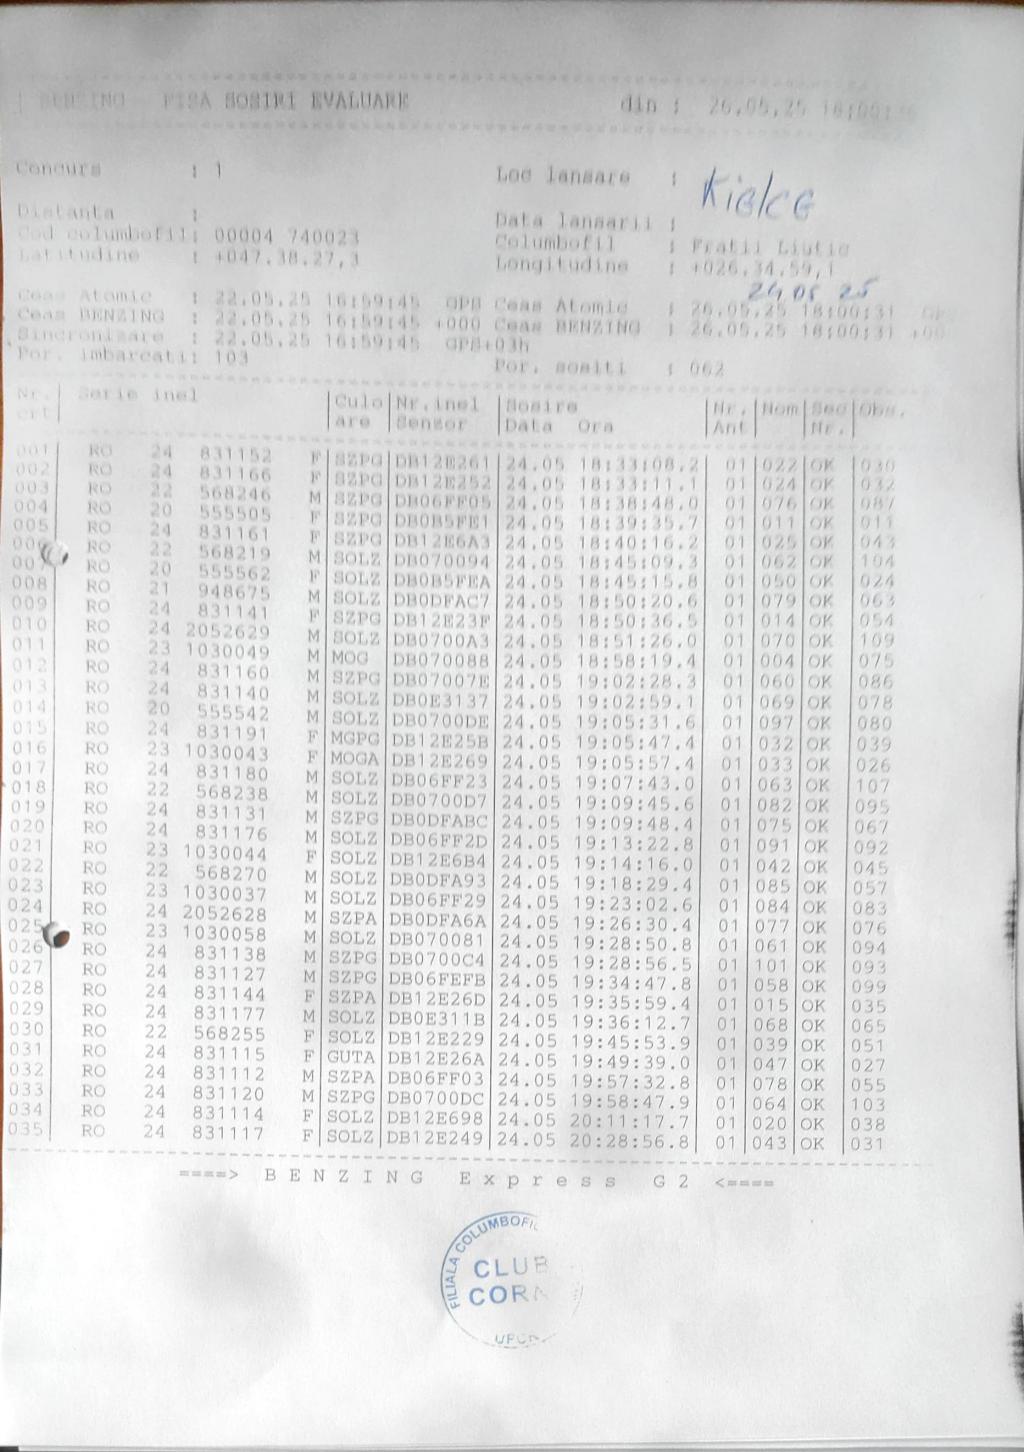 BENZING FISA SOSIRI EVALUARE din : 26.05.25 18:00:
Concurs : 1 Loc lansare : Kielce
Distanta : Data lansarii :
Cod columbofil: 00004 740023 Columbofil : Fratii Liutic
Latitudine : +047.38.27,3 Longitudine : +026.34.59,1
24 05 25
Ceas Atomic : 22.05.25 16:59:45 GPS Ceas Atomic : 26.05.25 18:00:31
Ceas BENZING : 22.05.25 16:59:45 +000 Ceas BENZING : 26.05.25 18:00:31
Sincronizare : 22.05.25 16:59:45 GPS+03h
Por. imbarcati: 103 Por. sositi : 062
Nr. Serie inel Culo Nr.inel Sosire Nr. Nom Sec Obs.
crt are Senzor Data Ora Ant Nr.
001 RO 24 831152 F SZPG DB12E261 24.05 18:33:08.2 01 022 OK 030
002 RO 24 831166 F SZPG DB12E252 24.05 18:33:11.1 01 024 OK 032
003 RO 22 568246 M SZPG DB06FF05 24.05 18:38:48.0 01 076 OK 087
004 RO 20 555505 F SZPG DB0B5FE1 24.05 18:39:35.7 01 011 OK 011
005 RO 24 831161 F SZPG DB12E6A3 24.05 18:40:16.2 01 025 OK 043
006 RO 22 568219 M SOLZ DB070094 24.05 18:45:09.3 01 062 OK 104
007 RO 20 555562 F SOLZ DB0B5FEA 24.05 18:45:15.8 01 050 OK 024
008 RO 21 948675 M SOLZ DB0DFAC7 24.05 18:50:20.6 01 079 OK 063
009 RO 24 831141 F SZPG DB12E23F 24.05 18:50:36.5 01 014 OK 054
010 RO 24 2052629 M SOLZ DB0700A3 24.05 18:51:26.0 01 070 OK 109
011 RO 23 1030049 M MOG DB070088 24.05 18:58:19.4 01 004 OK 075
012 RO 24 831160 M SZPG DB07007E 24.05 19:02:28.3 01 060 OK 086
013 RO 24 831140 M SOLZ DB0E3137 24.05 19:02:59.1 01 069 OK 078
014 RO 20 555542 M SOLZ DB0700DE 24.05 19:05:31.6 01 097 OK 080
015 RO 24 831191 F MGPG DB12E25B 24.05 19:05:47.4 01 032 OK 039
016 RO 23 1030043 F MOGA DB12E269 24.05 19:05:57.4 01 033 OK 026
017 RO 24 831180 M SOLZ DB06FF23 24.05 19:07:43.0 01 063 OK 107
018 RO 22 568238 M SOLZ DB0700D7 24.05 19:09:45.6 01 082 OK 095
019 RO 24 831131 M SZPG DB0DFABC 24.05 19:09:48.4 01 075 OK 067
020 RO 24 831176 M SOLZ DB06FF2D 24.05 19:13:22.8 01 091 OK 092
021 RO 23 1030044 F SOLZ DB12E6B4 24.05 19:14:16.0 01 042 OK 045
022 RO 22 568270 M SOLZ DB0DFA93 24.05 19:18:29.4 01 085 OK 057
023 RO 23 1030037 M SOLZ DB06FF29 24.05 19:23:02.6 01 084 OK 083
024 RO 24 2052628 M SZPA DB0DFA6A 24.05 19:26:30.4 01 077 OK 076
025 RO 23 1030058 M SOLZ DB070081 24.05 19:28:50.8 01 061 OK 094
026 RO 24 831138 M SZPG DB0700C4 24.05 19:28:56.5 01 101 OK 093
027 RO 24 831127 M SZPG DB06FEFB 24.05 19:34:47.8 01 058 OK 099
028 RO 24 831144 F SZPA DB12E26D 24.05 19:35:59.4 01 015 OK 035
029 RO 24 831177 M SOLZ DB0E311B 24.05 19:36:12.7 01 068 OK 065
030 RO 22 568255 F SOLZ DB12E229 24.05 19:45:53.9 01 039 OK 051
031 RO 24 831115 F GUTA DB12E26A 24.05 19:49:39.0 01 047 OK 027
032 RO 24 831112 M SZPA DB06FF03 24.05 19:57:32.8 01 078 OK 055
033 RO 24 831120 M SZPG DB0700DC 24.05 19:58:47.9 01 064 OK 103
034 RO 24 831114 F SOLZ DB12E698 24.05 20:11:17.7 01 020 OK 038
035 RO 24 831117 F SOLZ DB12E249 24.05 20:28:56.8 01 043 OK 031
====> BENZING Express G2 <====
FILIALA COLUMBOFIL
CLUB
CORN